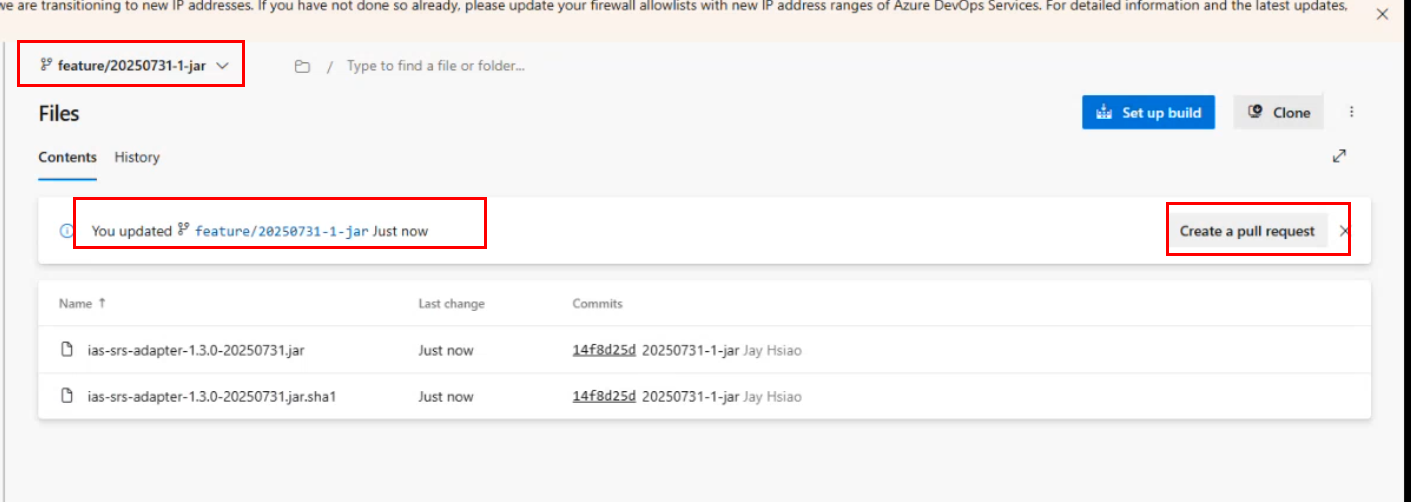 we are transitioning to new IP addresses. If you have not done so already, please update your firewall allowlists with new IP address ranges of Azure DevOps Services. For detailed information and the latest updates,
feature/20250731-1-jar
/ Type to find a file or folder...
Files
Set up build
Clone
Contents
History
You updated feature/20250731-1-jar Just now
Create a pull request
Name ↑ Last change Commits
ias-srs-adapter-1.3.0-20250731.jar Just now 14f8d25d 20250731-1-jar Jay Hsiao
ias-srs-adapter-1.3.0-20250731.jar.sha1 Just now 14f8d25d 20250731-1-jar Jay Hsiao